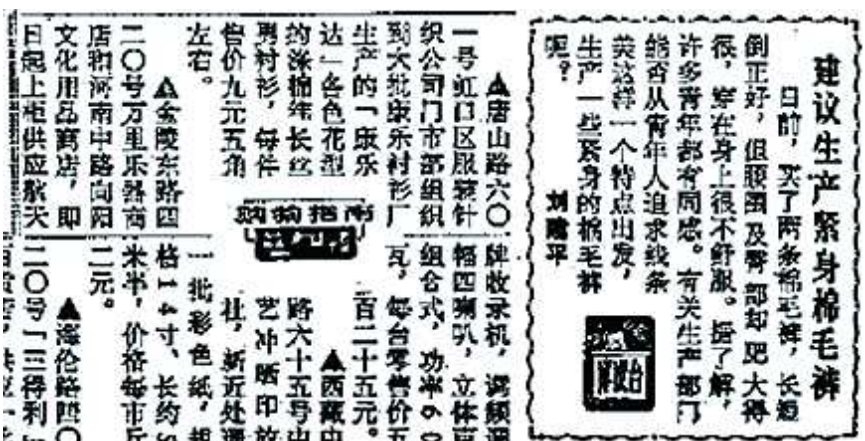 建议生产紧身棉毛裤
日前，买了两条棉毛裤，长短
倒正好，但腰围及臀部却肥大得
很，穿在身上很不舒服。据了解，
许多青年都有同感。有关生产部门
能否从青年人追求线条
美这样一个特点出发，
生产一些紧身的棉毛裤
呢？
刘建平
建议台
▲唐山路六〇
一号虹口区服装针
织公司门市部组织
到大批康乐衬衫厂
生产的「康乐
达」各色花型
的涤棉纬长丝
男衬衫，每件
售价九元五角
左右。
▲金陵东路四
二〇号万里乐器商
店和河南中路向阳
文化用品商店，即
日起上柜供应航天
购物指南
牌收录机，调频调
幅四喇叭，立体声
组合式，功率60
瓦，每台零售价五
百二十五元。
▲西藏中
路六十五号中
艺冲晒印放
社，新近处理
一批彩色纸，规
格14寸、长约5
米半，价格每市斤
二元。
▲海伦路四〇
二〇号「三得利